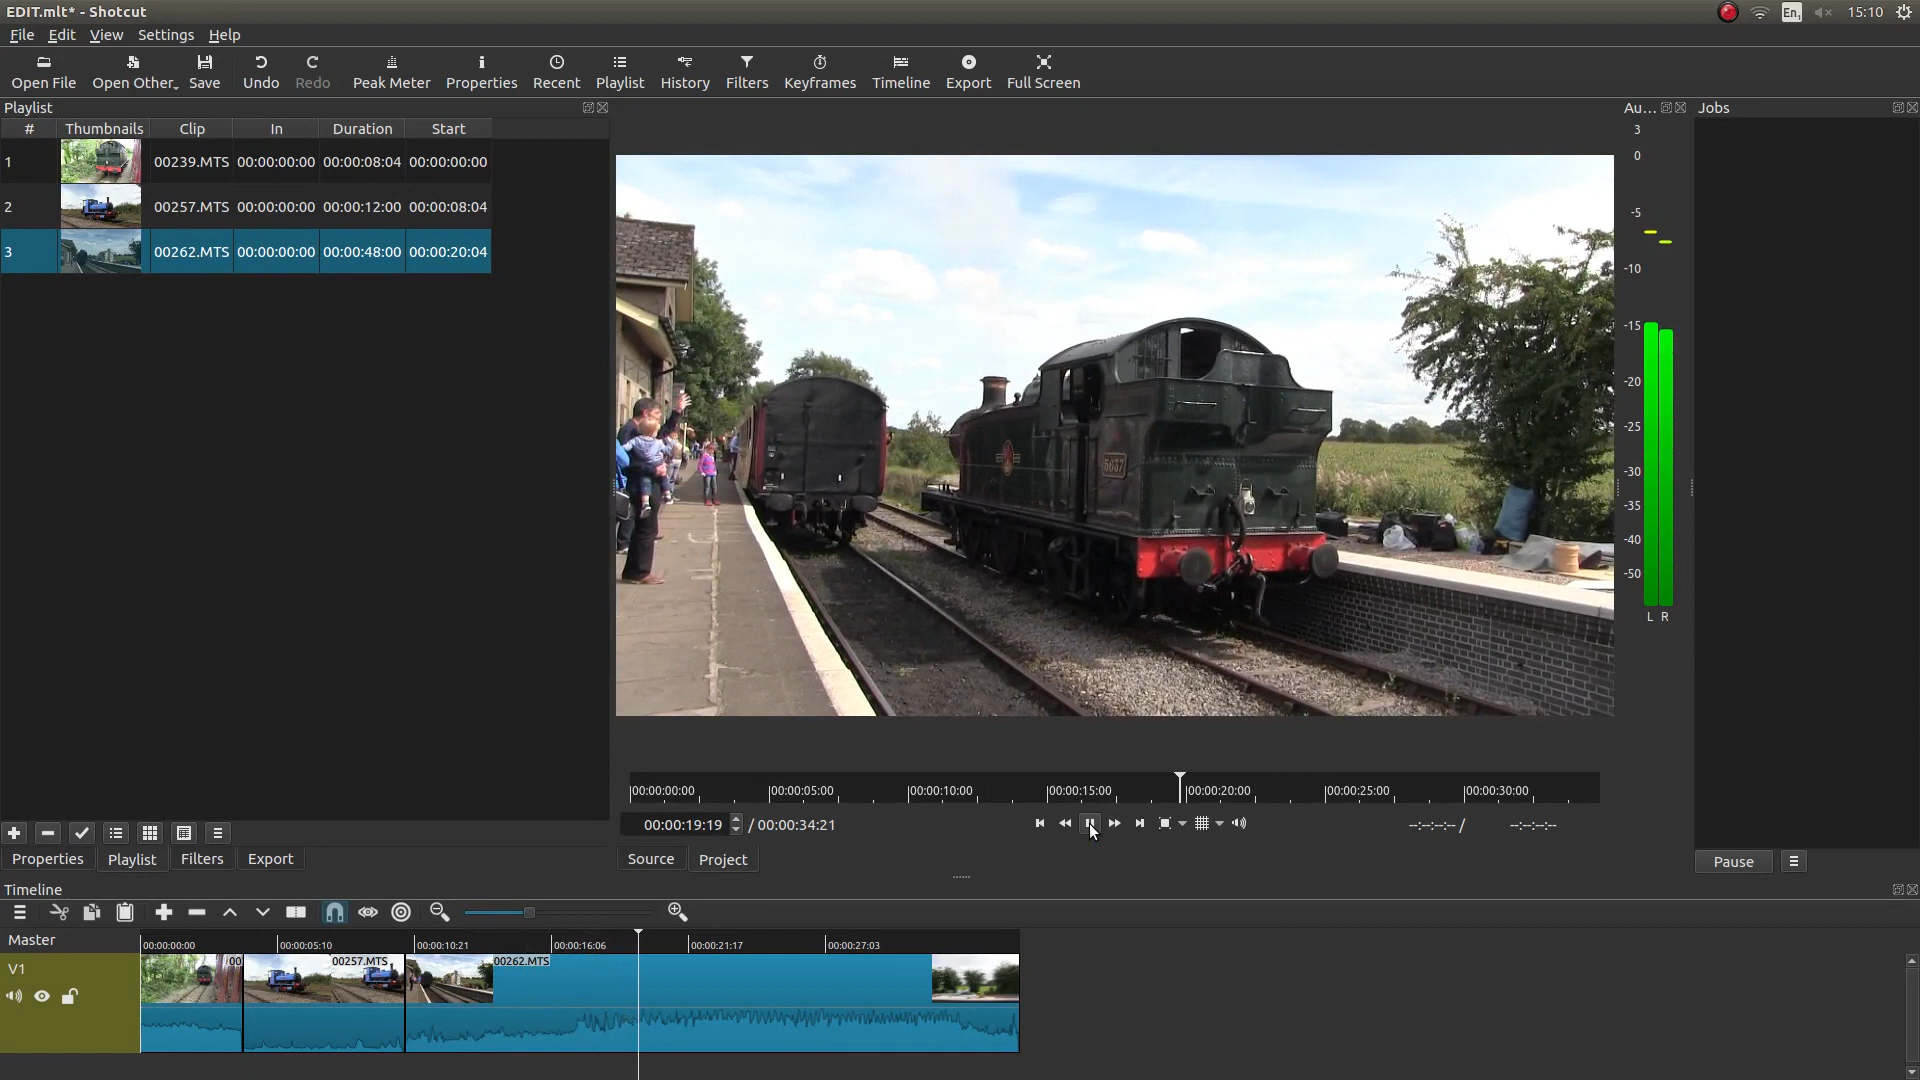 EDIT.mlt* - Shotcut
En1 15:10
File Edit View Settings Help
Open File Open Other Save Undo Redo Peak Meter Properties Recent Playlist History Filters Keyframes Timeline Export Full Screen
Playlist
# Thumbnails Clip In Duration Start
1 00239.MTS 00:00:00:00 00:00:08:04 00:00:00:00
2 00257.MTS 00:00:00:00 00:00:12:00 00:00:08:04
3 00262.MTS 00:00:00:00 00:00:48:00 00:00:20:04
5637
Au... Jobs
3
0
-5
-10
-15
-20
-25
-30
-35
-40
-50
L R
00:00:00:00 00:00:05:00 00:00:10:00 00:00:15:00 00:00:20:00 00:00:25:00 00:00:30:00
00:00:19:19 / 00:00:34:21 --:--:--:-- / --:--:--:--
Properties Playlist Filters Export
Source Project
Pause
Timeline
Master
00:00:00:00 00:00:05:10 00:00:10:21 00:00:16:06 00:00:21:17 00:00:27:03
V1
00 00257.MTS 00262.MTS